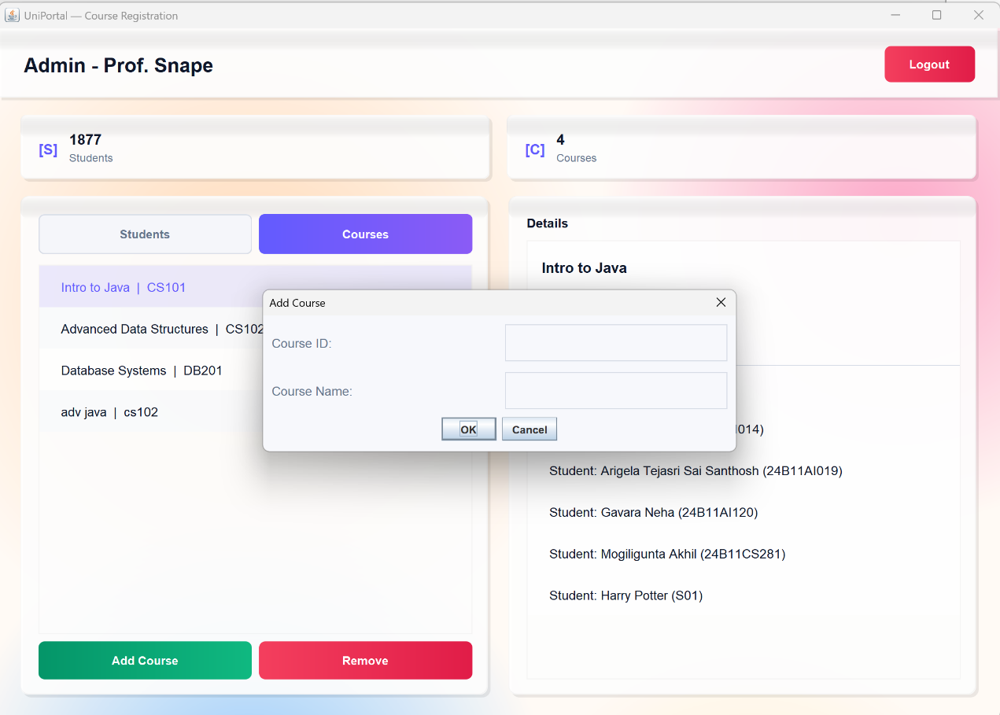 UniPortal — Course Registration
Admin - Prof. Snape
Logout
[S]
1877
Students
[C]
4
Courses
Students
Courses
Intro to Java | CS101
Advanced Data Structures | CS102
Database Systems | DB201
adv java | cs102
Add Course
Remove
Details
Intro to Java
Add Course
Course ID:
Course Name:
OK
Cancel
014)
Student: Arigela Tejasri Sai Santhosh (24B11AI019)
Student: Gavara Neha (24B11AI120)
Student: Mogiligunta Akhil (24B11CS281)
Student: Harry Potter (S01)